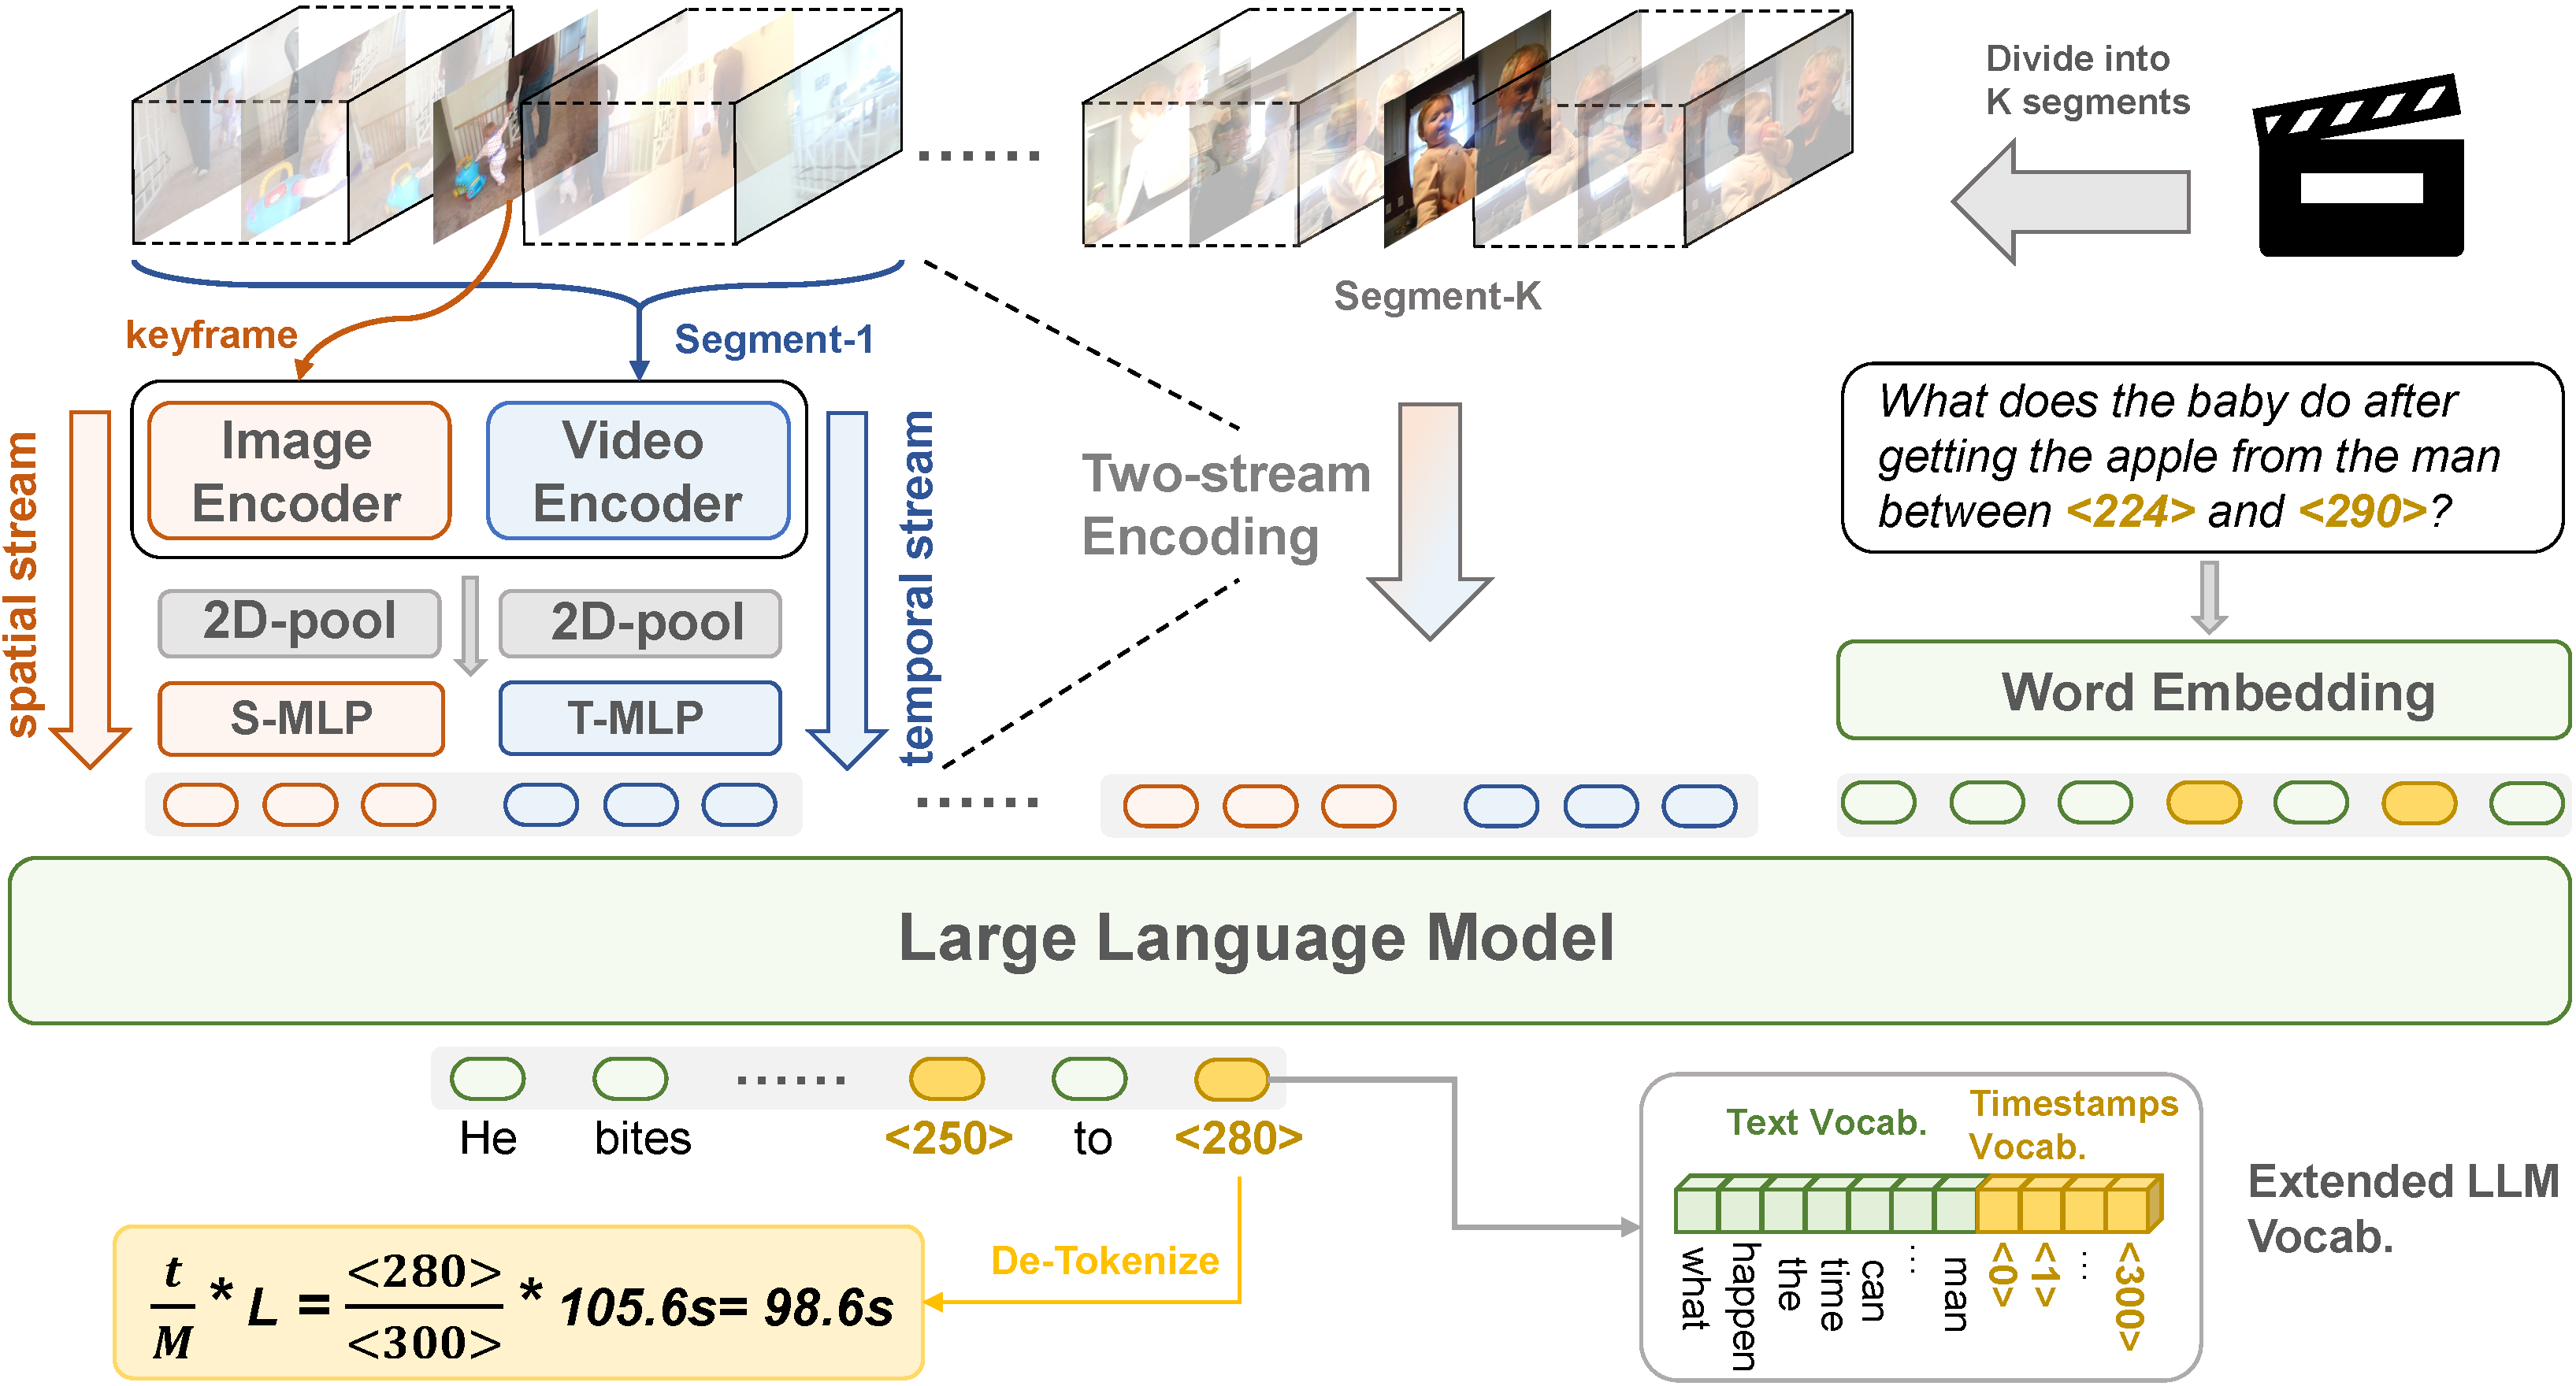 Divide into
K segments
Segment-K
keyframe
Segment-1
Image
Encoder
Video
Encoder
spatial stream
temporal stream
2D-pool
2D-pool
S-MLP
T-MLP
Two-stream
Encoding
What does the baby do after
getting the apple from the man
between <224> and <290>?
Word Embedding
Large Language Model
He bites ...... <250> to <280>
De-Tokenize
t/M * L = <280>/<300> * 105.6s= 98.6s
Text Vocab.
Timestamps
Vocab.
what
happen
the
time
can
...
man
<0>
<1>
...
<300>
Extended LLM
Vocab.